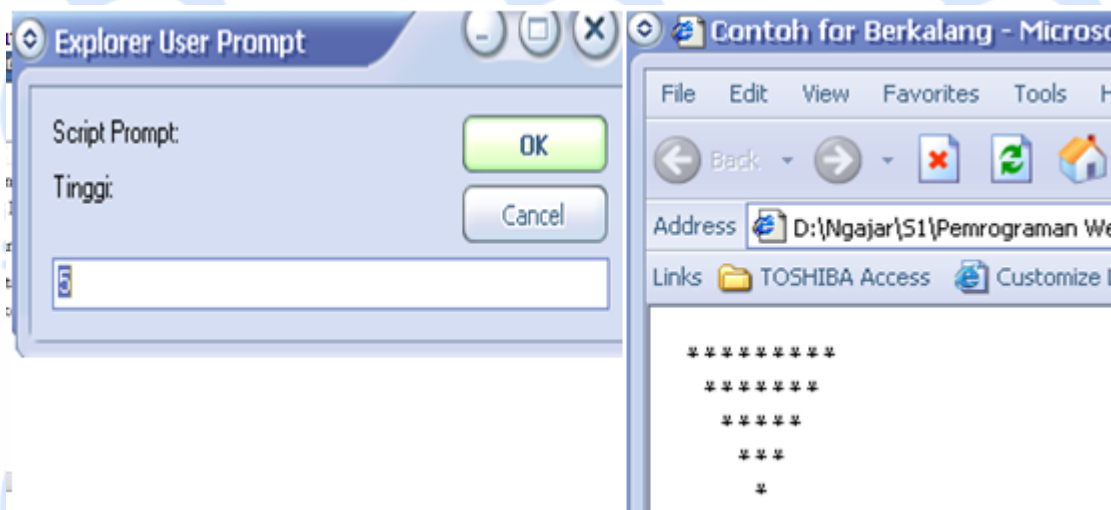 Explorer User Prompt
Script Prompt:
Tinggi:
OK
Cancel
5
Contoh for Berkalang - Micros
File Edit View Favorites Tools H
Back
Address D:\Ngajar\S1\Pemrograman We
Links TOSHIBA Access Customize L
*********
*******
*****
***
*